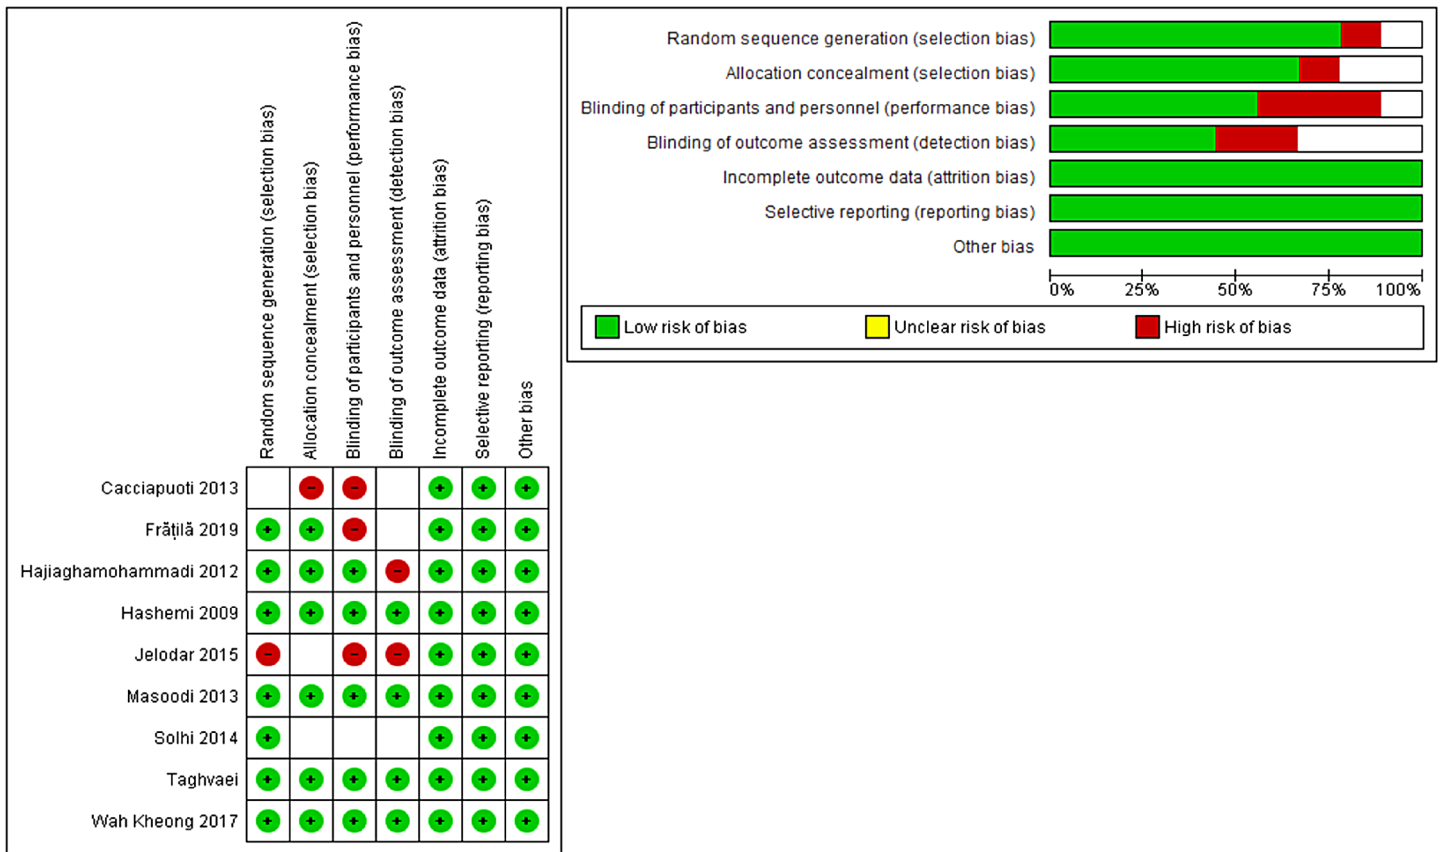 Random sequence generation (selection bias)
Allocation concealment (selection bias)
Blinding of participants and personnel (performance bias)
Blinding of outcome assessment (detection bias)
Incomplete outcome data (attrition bias)
Selective reporting (reporting bias)
Other bias
Cacciapuoti 2013
- - + + +
Frățilă 2019
+ + - + + +
Hajiaghamohammadi 2012
+ + + - + + +
Hashemi 2009
+ + + + + + +
Jelodar 2015
- - - + + +
Masoodi 2013
+ + + + + + +
Solhi 2014
+ + + +
Taghvaei
+ + + + + + +
Wah Kheong 2017
+ + + + + + +
Random sequence generation (selection bias)
Allocation concealment (selection bias)
Blinding of participants and personnel (performance bias)
Blinding of outcome assessment (detection bias)
Incomplete outcome data (attrition bias)
Selective reporting (reporting bias)
Other bias
0% 25% 50% 75% 100%
Low risk of bias Unclear risk of bias High risk of bias